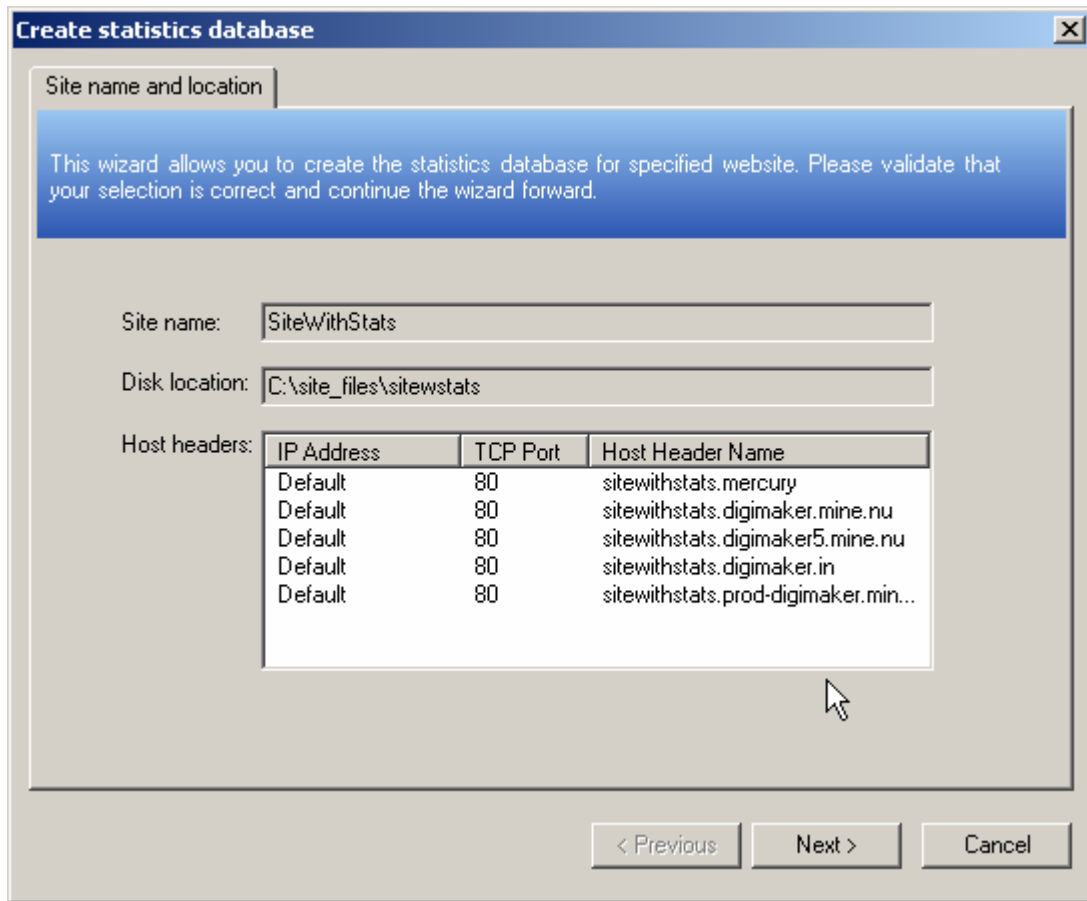 Create statistics database
Site name and location
This wizard allows you to create the statistics database for specified website. Please validate that
your selection is correct and continue the wizard forward.
Site name: SiteWithStats
Disk location: C:\site_files\sitewstats
Host headers: IP Address TCP Port Host Header Name
Default 80 sitewithstats.mercury
Default 80 sitewithstats.digimaker.mine.nu
Default 80 sitewithstats.digimaker5.mine.nu
Default 80 sitewithstats.digimaker.in
Default 80 sitewithstats.prod-digimaker.min...
< Previous Next > Cancel